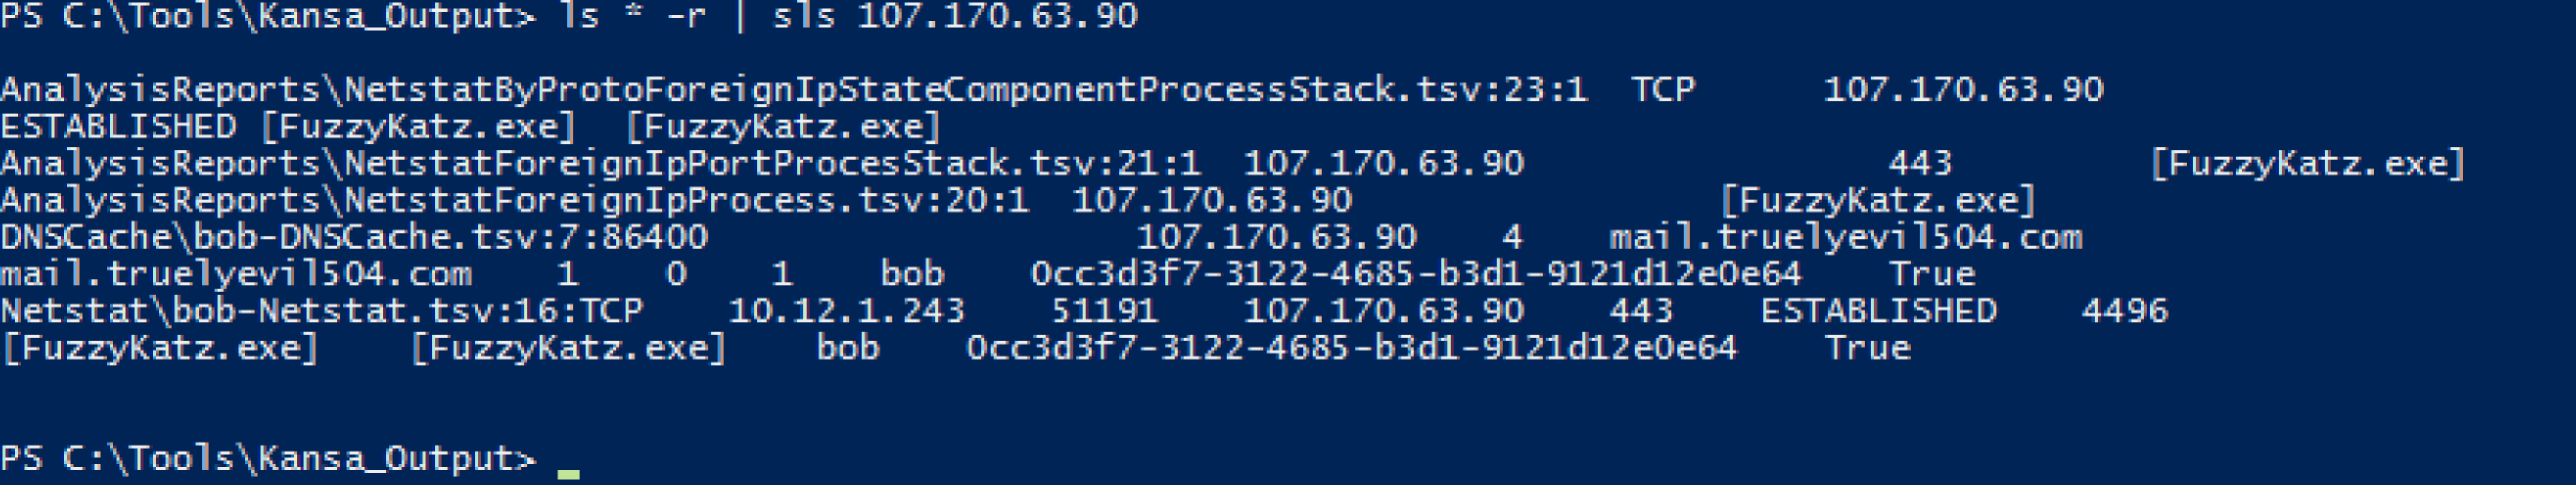 PS C:\Tools\Kansa_Output> ls * -r | sls 107.170.63.90
AnalysisReports\NetstatByProtoForeignIpStateComponentProcessStack.tsv:23:1  TCP      107.170.63.90
ESTABLISHED [FuzzyKatz.exe]  [FuzzyKatz.exe]
AnalysisReports\NetstatForeignIpPortProcesStack.tsv:21:1  107.170.63.90                 443         [FuzzyKatz.exe]
AnalysisReports\NetstatForeignIpProcess.tsv:20:1  107.170.63.90                 [FuzzyKatz.exe]
DNSCache\bob-DNSCache.tsv:7:86400                    107.170.63.90    4    mail.truelyevil504.com
mail.truelyevil504.com    1    0    1    bob    0cc3d3f7-3122-4685-b3d1-9121d12e0e64    True
Netstat\bob-Netstat.tsv:16:TCP    10.12.1.243    51191    107.170.63.90    443    ESTABLISHED    4496
[FuzzyKatz.exe]    [FuzzyKatz.exe]    bob    0cc3d3f7-3122-4685-b3d1-9121d12e0e64    True
PS C:\Tools\Kansa_Output>